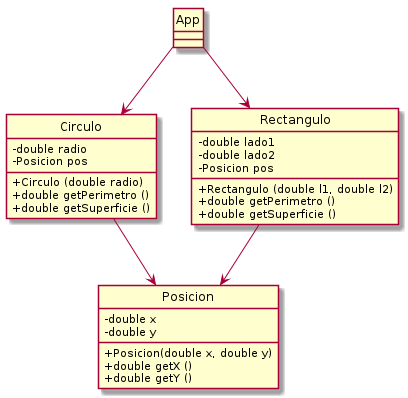 App
Circulo
-double radio
-Posicion pos
+Circulo (double radio)
+double getPerimetro ()
+double getSuperficie ()
Rectangulo
-double lado1
-double lado2
-Posicion pos
+Rectangulo (double l1, double l2)
+double getPerimetro ()
+double getSuperficie ()
Posicion
-double x
-double y
+Posicion(double x, double y)
+double getX ()
+double getY ()